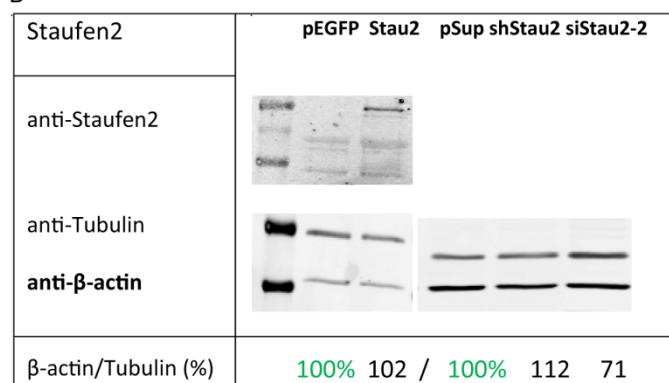 Staufen2 pEGFP Stau2 pSup shStau2 siStau2-2
anti-Staufen2
anti-Tubulin
anti-β-actin
β-actin/Tubulin (%) 100% 102 / 100% 112 71